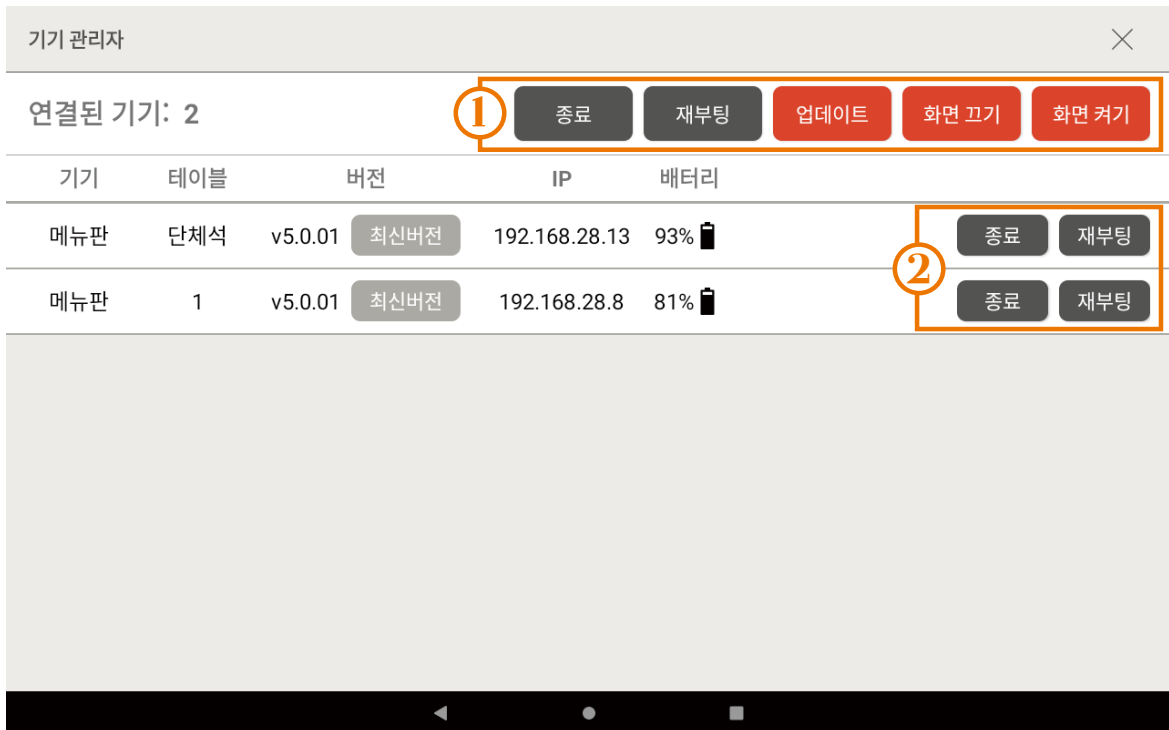 기기 관리자
연결된 기기: 2
① 종료 재부팅 업데이트 화면 끄기 화면 켜기
기기 테이블 버전 IP 배터리
메뉴판 단체석 v5.0.01 최신버전 192.168.28.13 93% 종료 재부팅
②
메뉴판 1 v5.0.01 최신버전 192.168.28.8 81% 종료 재부팅